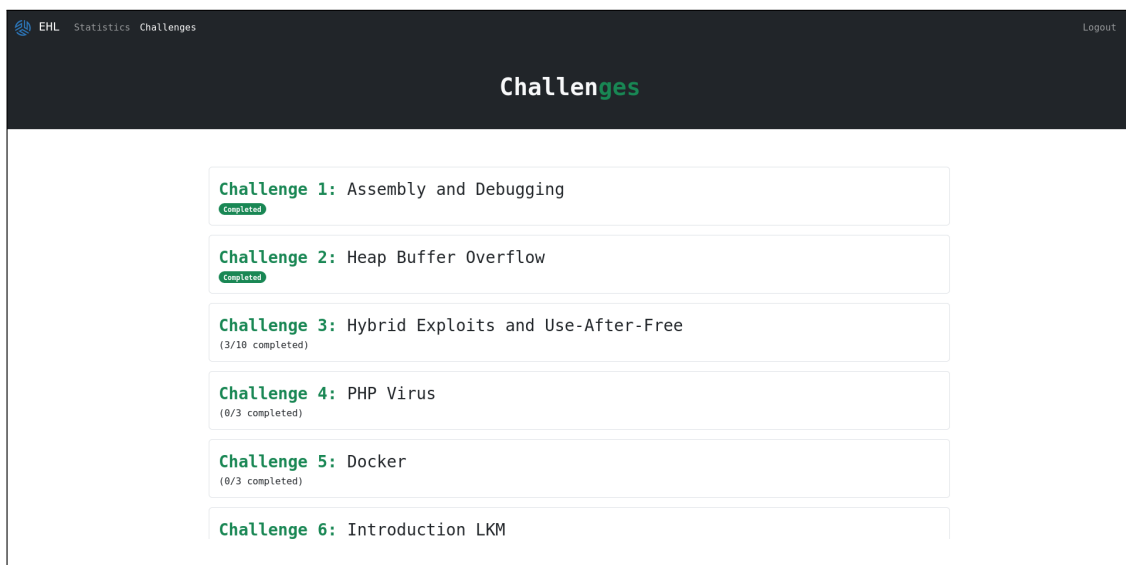 EHL Statistics Challenges Logout
Challenges
Challenge 1: Assembly and Debugging
Completed
Challenge 2: Heap Buffer Overflow
Completed
Challenge 3: Hybrid Exploits and Use-After-Free
(3/10 completed)
Challenge 4: PHP Virus
(0/3 completed)
Challenge 5: Docker
(0/3 completed)
Challenge 6: Introduction LKM